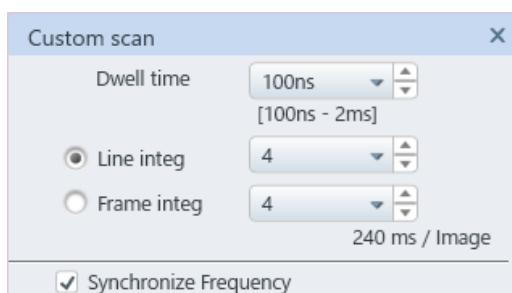 Custom scan
Dwell time 100ns
[100ns - 2ms]
Line integ 4
Frame integ 4
240 ms / Image
Synchronize Frequency